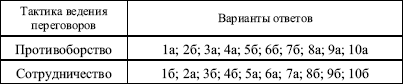 Тактика ведения переговоров Варианты ответов
Противоборство 1а; 2б; 3а; 4а; 5б; 6б; 7б; 8а; 9а; 10а
Сотрудничество 1б; 2а; 3б; 4б; 5а; 6а; 7а; 8б; 9б; 10б